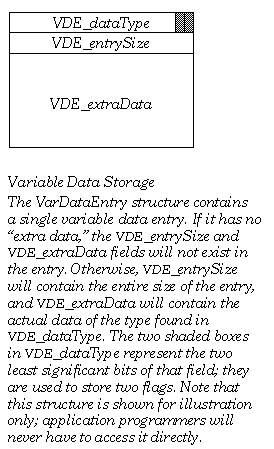 VDE_dataType
VDE_entrySize
VDE_extraData
Variable Data Storage
The VarDataEntry structure contains
a single variable data entry. If it has no
“extra data,” the VDE_entrySize and
VDE_extraData fields will not exist in
the entry. Otherwise, VDE_entrySize
will contain the entire size of the entry,
and VDE_extraData will contain the
actual data of the type found in
VDE_dataType. The two shaded boxes
in VDE_dataType represent the two
least significant bits of that field; they
are used to store two flags. Note that
this structure is shown for illustration
only; application programmers will
never have to access it directly.